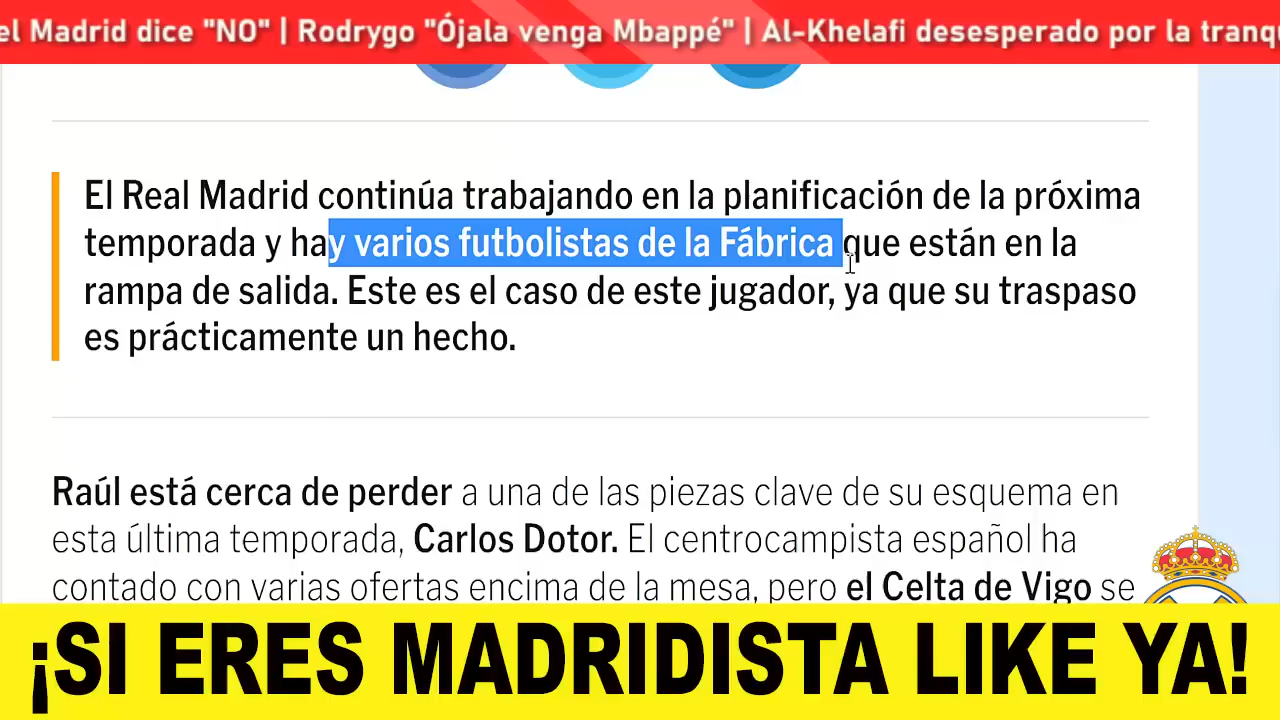 el Madrid dice "NO" | Rodrygo "Ójala venga Mbappé" | Al-Khelafi desesperado por la tranqu
El Real Madrid continúa trabajando en la planificación de la próxima
temporada y hay varios futbolistas de la Fábrica que están en la
rampa de salida. Este es el caso de este jugador, ya que su traspaso
es prácticamente un hecho.
Raúl está cerca de perder a una de las piezas clave de su esquema en
esta última temporada, Carlos Dotor. El centrocampista español ha
contado con varias ofertas encima de la mesa, pero el Celta de Vigo se
¡SI ERES MADRIDISTA LIKE YA!